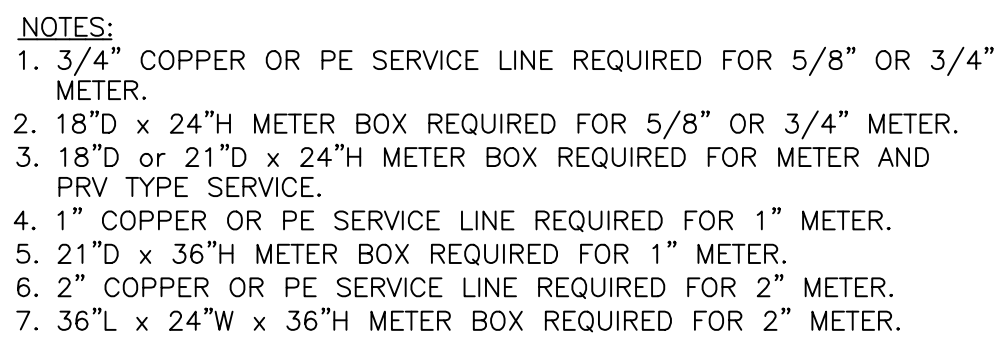 NOTES:
1. 3/4" COPPER OR PE SERVICE LINE REQUIRED FOR 5/8" OR 3/4"
METER.
2. 18"D x 24"H METER BOX REQUIRED FOR 5/8" OR 3/4" METER.
3. 18"D or 21"D x 24"H METER BOX REQUIRED FOR METER AND
PRV TYPE SERVICE.
4. 1" COPPER OR PE SERVICE LINE REQUIRED FOR 1" METER.
5. 21"D x 36"H METER BOX REQUIRED FOR 1" METER.
6. 2" COPPER OR PE SERVICE LINE REQUIRED FOR 2" METER.
7. 36"L x 24"W x 36"H METER BOX REQUIRED FOR 2" METER.